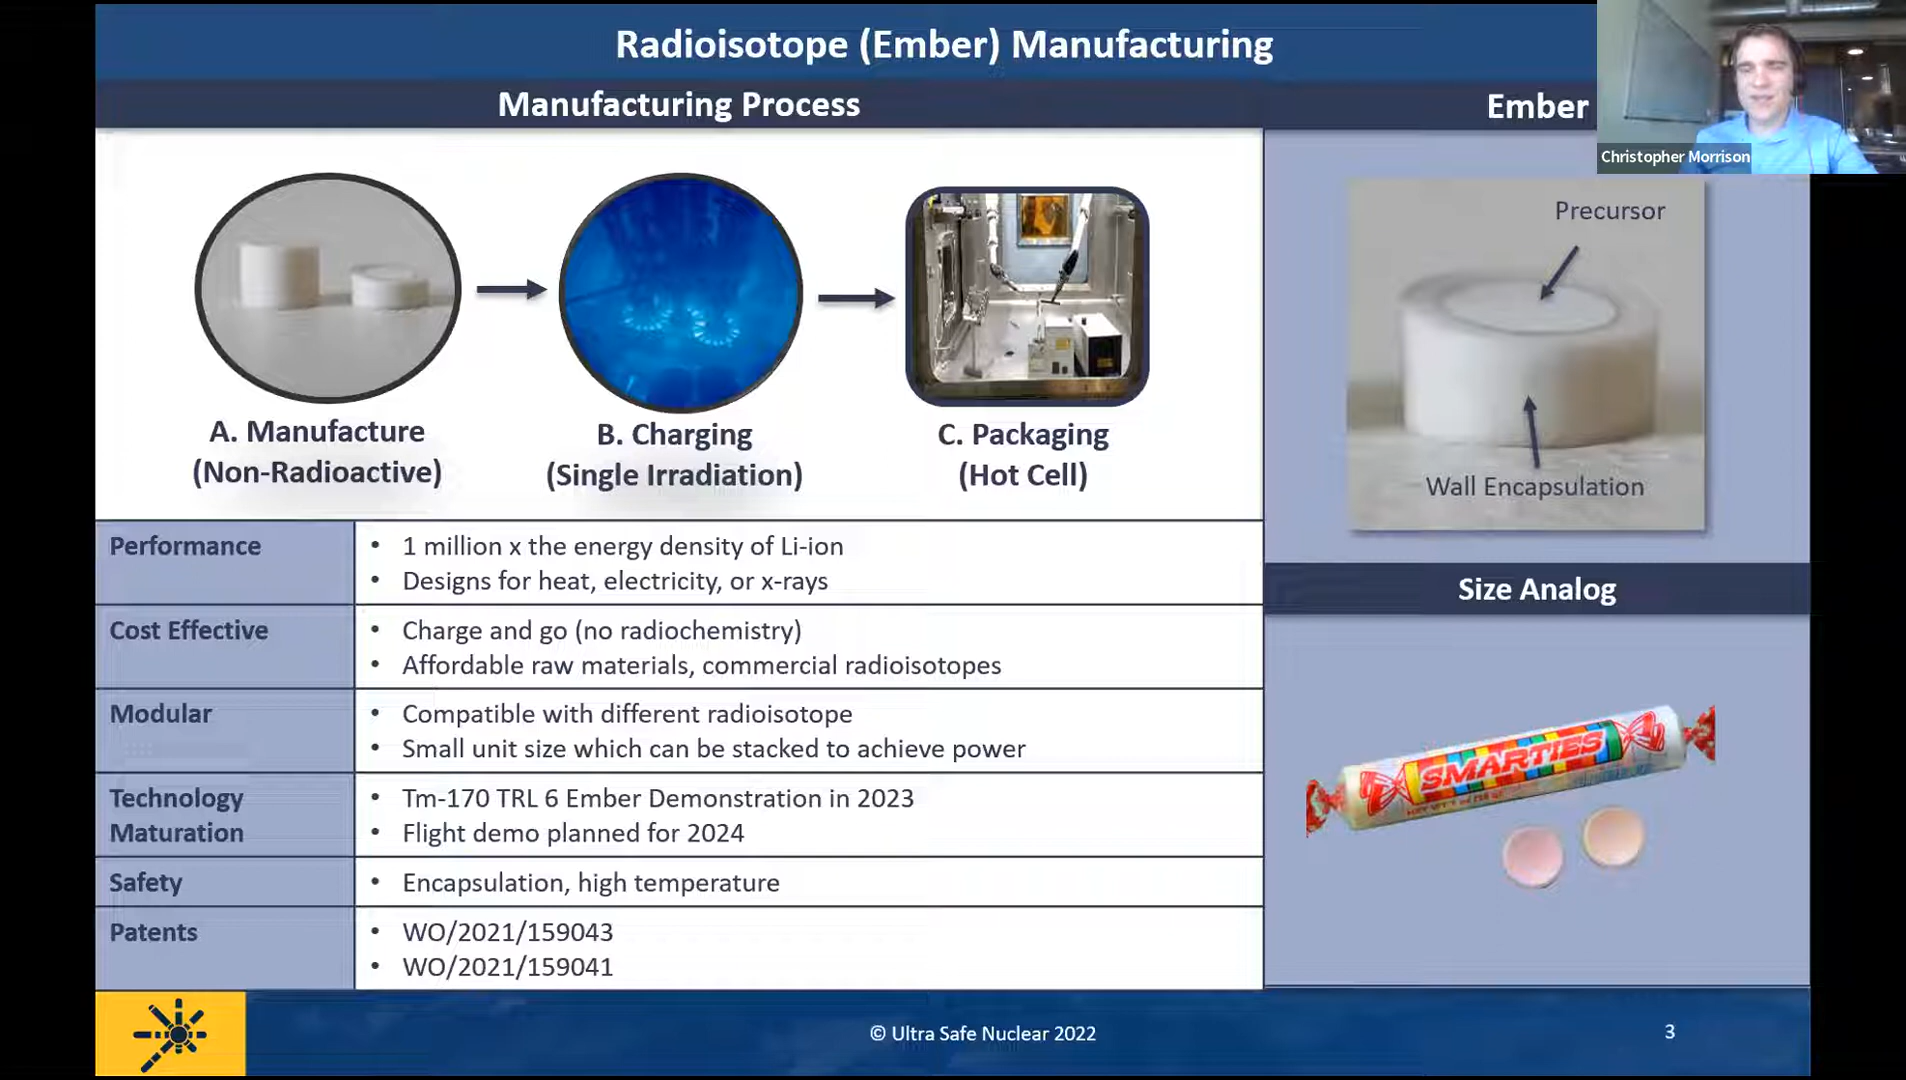 Radioisotope (Ember) Manufacturing
Manufacturing Process
Ember
Christopher Morrison
Precursor
Wall Encapsulation
A. Manufacture
(Non-Radioactive)
B. Charging
(Single Irradiation)
C. Packaging
(Hot Cell)
Performance
• 1 million x the energy density of Li-ion
• Designs for heat, electricity, or x-rays
Cost Effective
• Charge and go (no radiochemistry)
• Affordable raw materials, commercial radioisotopes
Modular
• Compatible with different radioisotope
• Small unit size which can be stacked to achieve power
Technology
Maturation
• Tm-170 TRL 6 Ember Demonstration in 2023
• Flight demo planned for 2024
Safety
• Encapsulation, high temperature
Patents
• WO/2021/159043
• WO/2021/159041
Size Analog
SMARTIES
© Ultra Safe Nuclear 2022
3